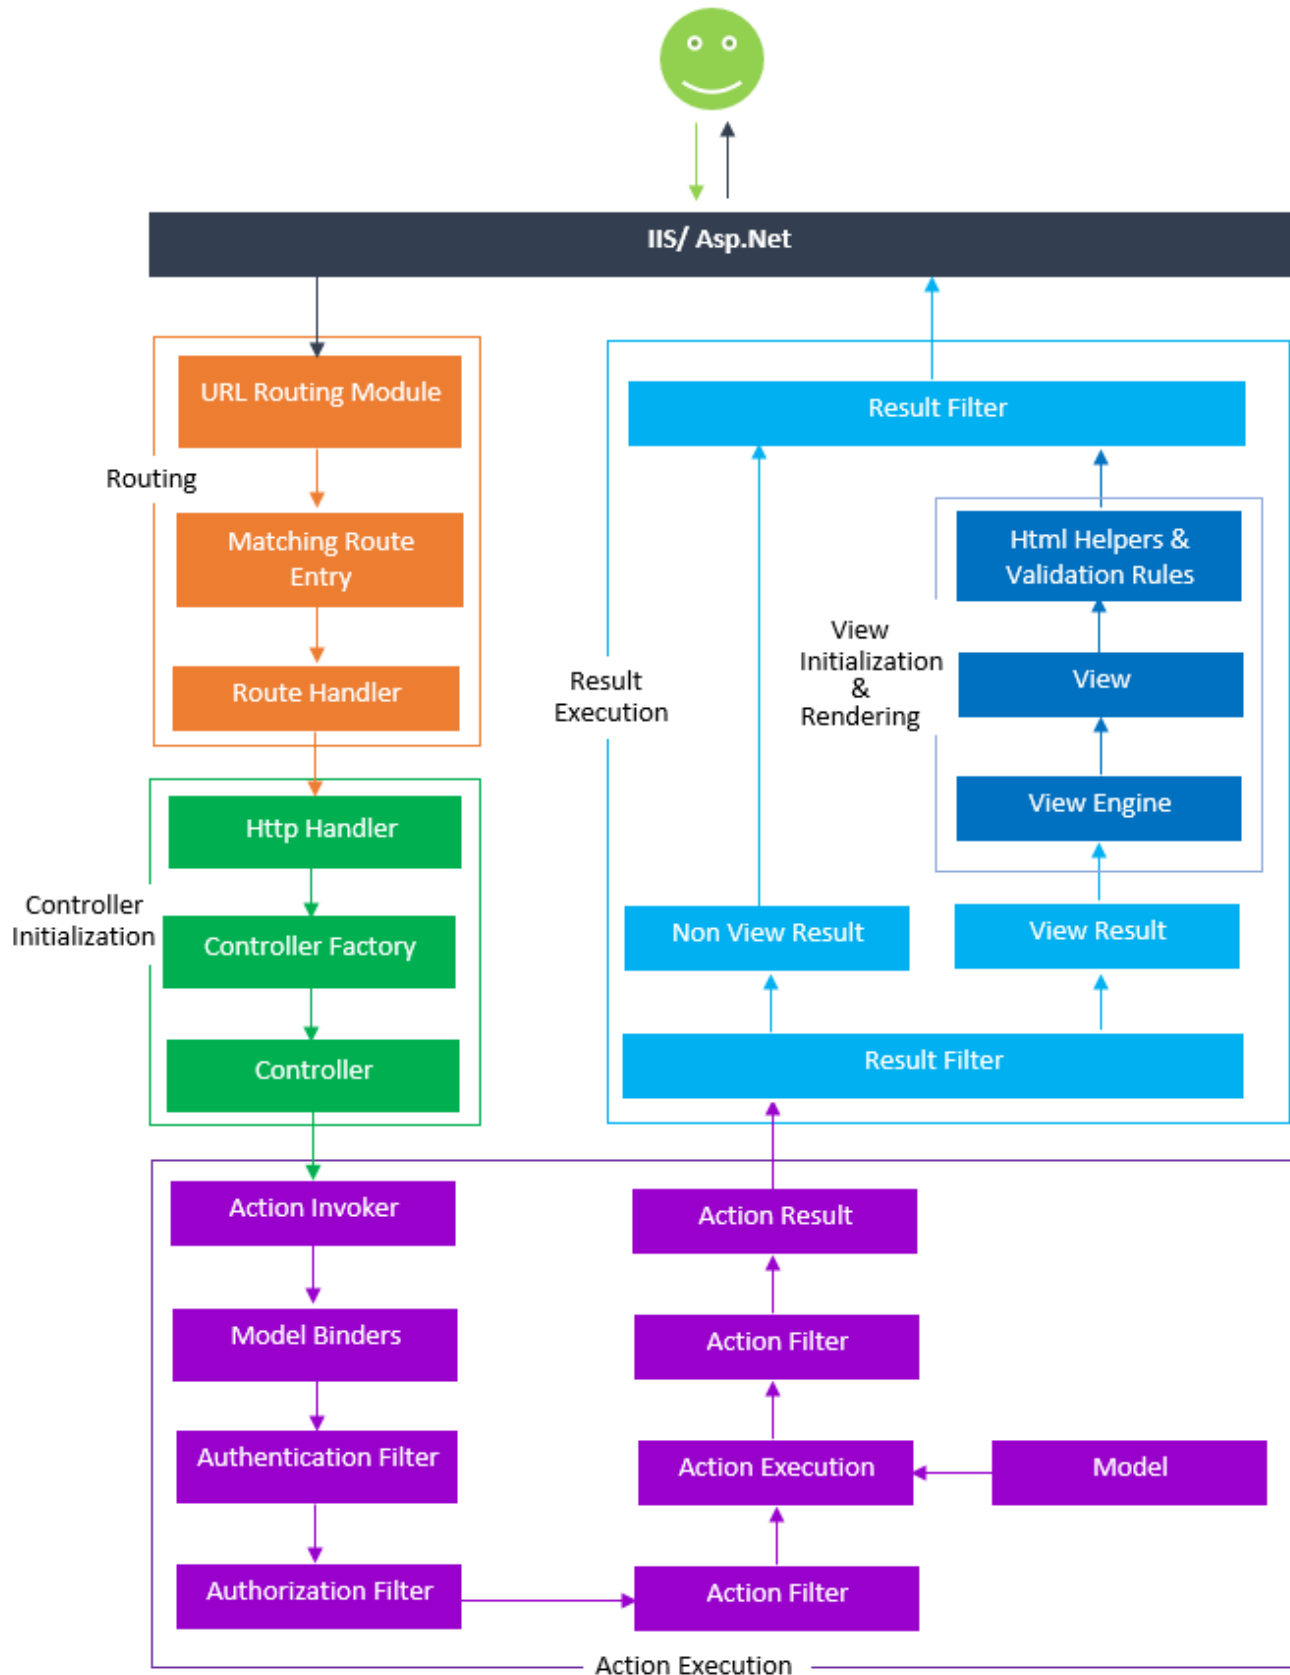 IIS/ Asp.Net
URL Routing Module
Routing
Matching Route
Entry
Route Handler
Http Handler
Controller
Initialization
Controller Factory
Controller
Action Invoker
Model Binders
Authentication Filter
Authorization Filter
Action Filter
Action Execution
Model
Action Filter
Action Result
Result Filter
Non View Result
View Result
View Engine
View
Html Helpers &
Validation Rules
View
Initialization
&
Rendering
Result
Execution
Result Filter
Action Execution